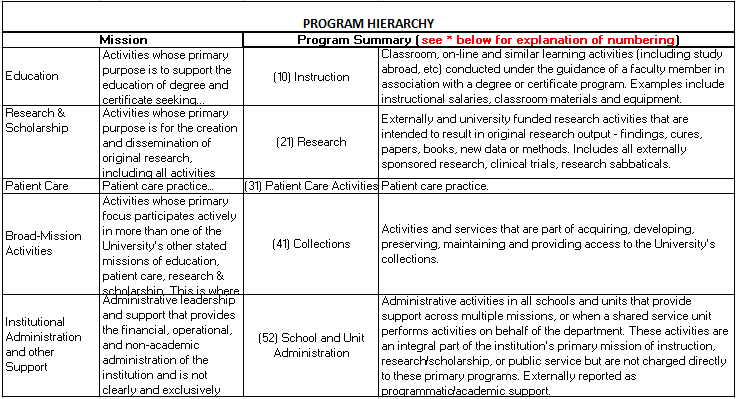 PROGRAM HIERARCHY
Mission
Program Summary (see * below for explanation of numbering)
Education
Activities whose primary
purpose is to support the
education of degree and
certificate seeking...
(10) Instruction
Classroom, on-line and similar learning activities (including study
abroad, etc) conducted under the guidance of a faculty member in
association with a degree or certificate program. Examples include
instructional salaries, classroom materials and equipment.
Research &
Scholarship
Activities whose primary
purpose is for the creation
and dissemination of
original research,
including all activities
(21) Research
Externally and university funded research activities that are
intended to result in original research output - findings, cures,
papers, books, new data or methods. Includes all externally
sponsored research, clinical trials, research sabbaticals.
Patient Care
Patient care practice...
(31) Patient Care Activities
Patient care practice.
Broad-Mission
Activities
Activities whose primary
focus participates actively
in more than one of the
University's other stated
missions of education,
patient care, research &
scholarship. This is where
(41) Collections
Activities and services that are part of acquiring, developing,
preserving, maintaining and providing access to the University's
collections.
Institutional
Administration
and other
Support
Administrative leadership
and support that provides
the financial, operational,
and non-academic
administration of the
institution and is not
clearly and exclusively
(52) School and Unit
Administration
Administrative activities in all schools and units that provide
support across multiple missions, or when a shared service unit
performs activities on behalf of the department. These activities are
an integral part of the institution's primary mission of instruction,
research/scholarship, or public service but are not charged directly
to these primary programs. Externally reported as
programmatic/academic support.